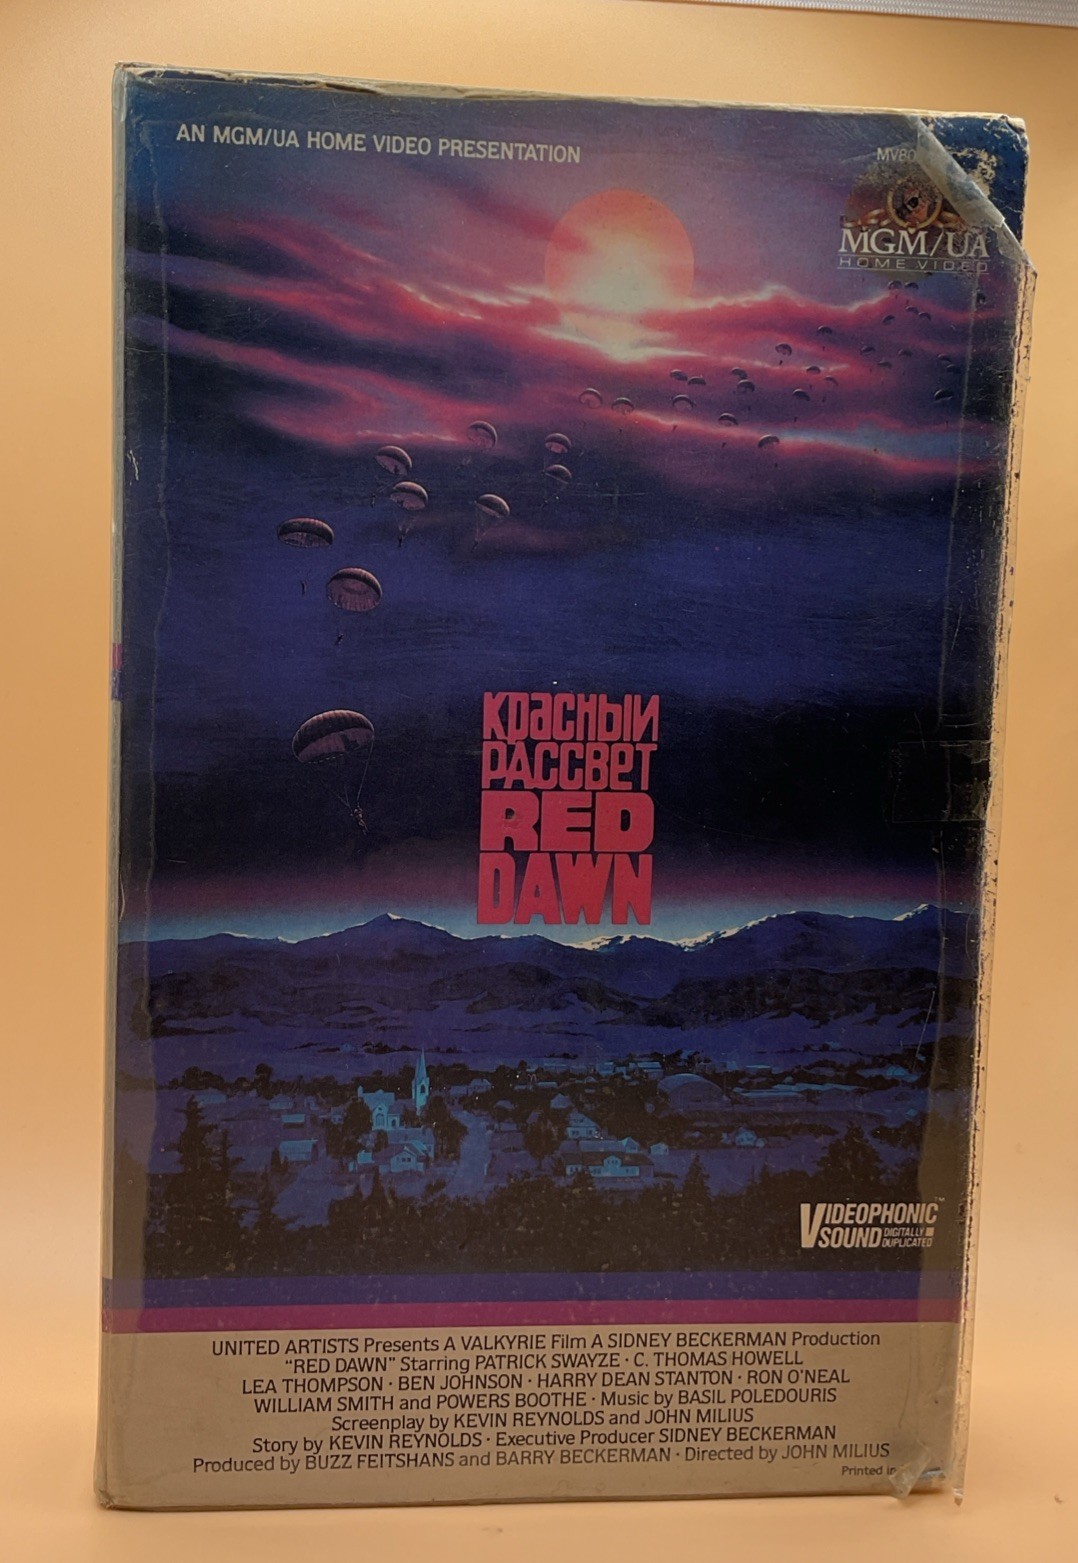 AN MGM/UA HOME VIDEO PRESENTATION
MGM/UA
HOME VIDEO
КРАСНЫЙ
РАССВЕТ
RED
DAWN
VIDEOPHONIC™
SOUND DIGITALLY DUPLICATED
UNITED ARTISTS Presents A VALKYRIE Film A SIDNEY BECKERMAN Production
“RED DAWN” Starring PATRICK SWAYZE · C. THOMAS HOWELL
LEA THOMPSON · BEN JOHNSON · HARRY DEAN STANTON · RON O'NEAL
WILLIAM SMITH and POWERS BOOTHE · Music by BASIL POLEDOURIS
Screenplay by KEVIN REYNOLDS and JOHN MILIUS
Story by KEVIN REYNOLDS · Executive Producer SIDNEY BECKERMAN
Produced by BUZZ FEITSHANS and BARRY BECKERMAN · Directed by JOHN MILIUS
Printed in